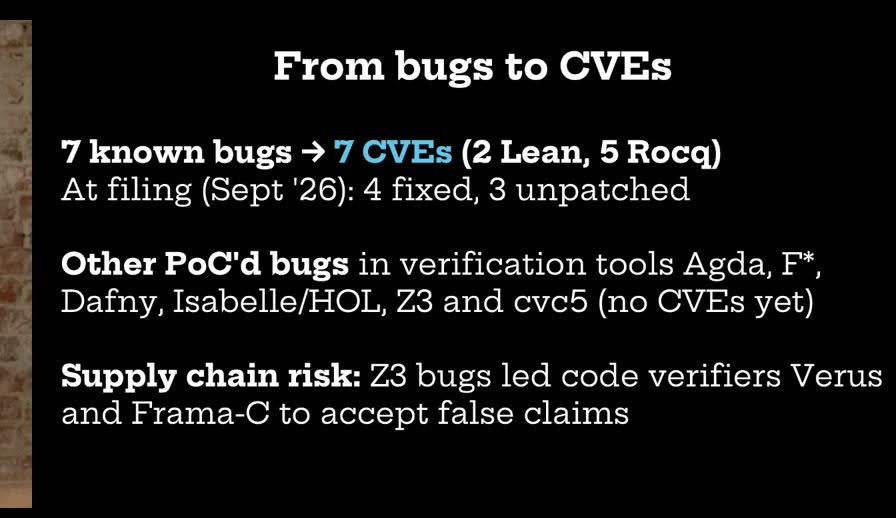 From bugs to CVEs
7 known bugs → 7 CVEs (2 Lean, 5 Rocq)
At filing (Sept '26): 4 fixed, 3 unpatched
Other PoC'd bugs in verification tools Agda, F*,
Dafny, Isabelle/HOL, Z3 and cvc5 (no CVEs yet)
Supply chain risk: Z3 bugs led code verifiers Verus
and Frama-C to accept false claims